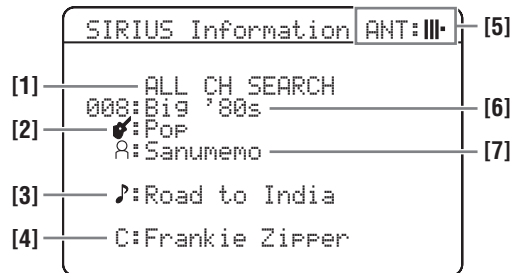 SIRIUS Information ANT: [5]
[1] ALL CH SEARCH
008:Big '80s [6]
[2] :Pop
:Sanumemo [7]
[3] ♪:Road to India
[4] C:Frankie Zipper